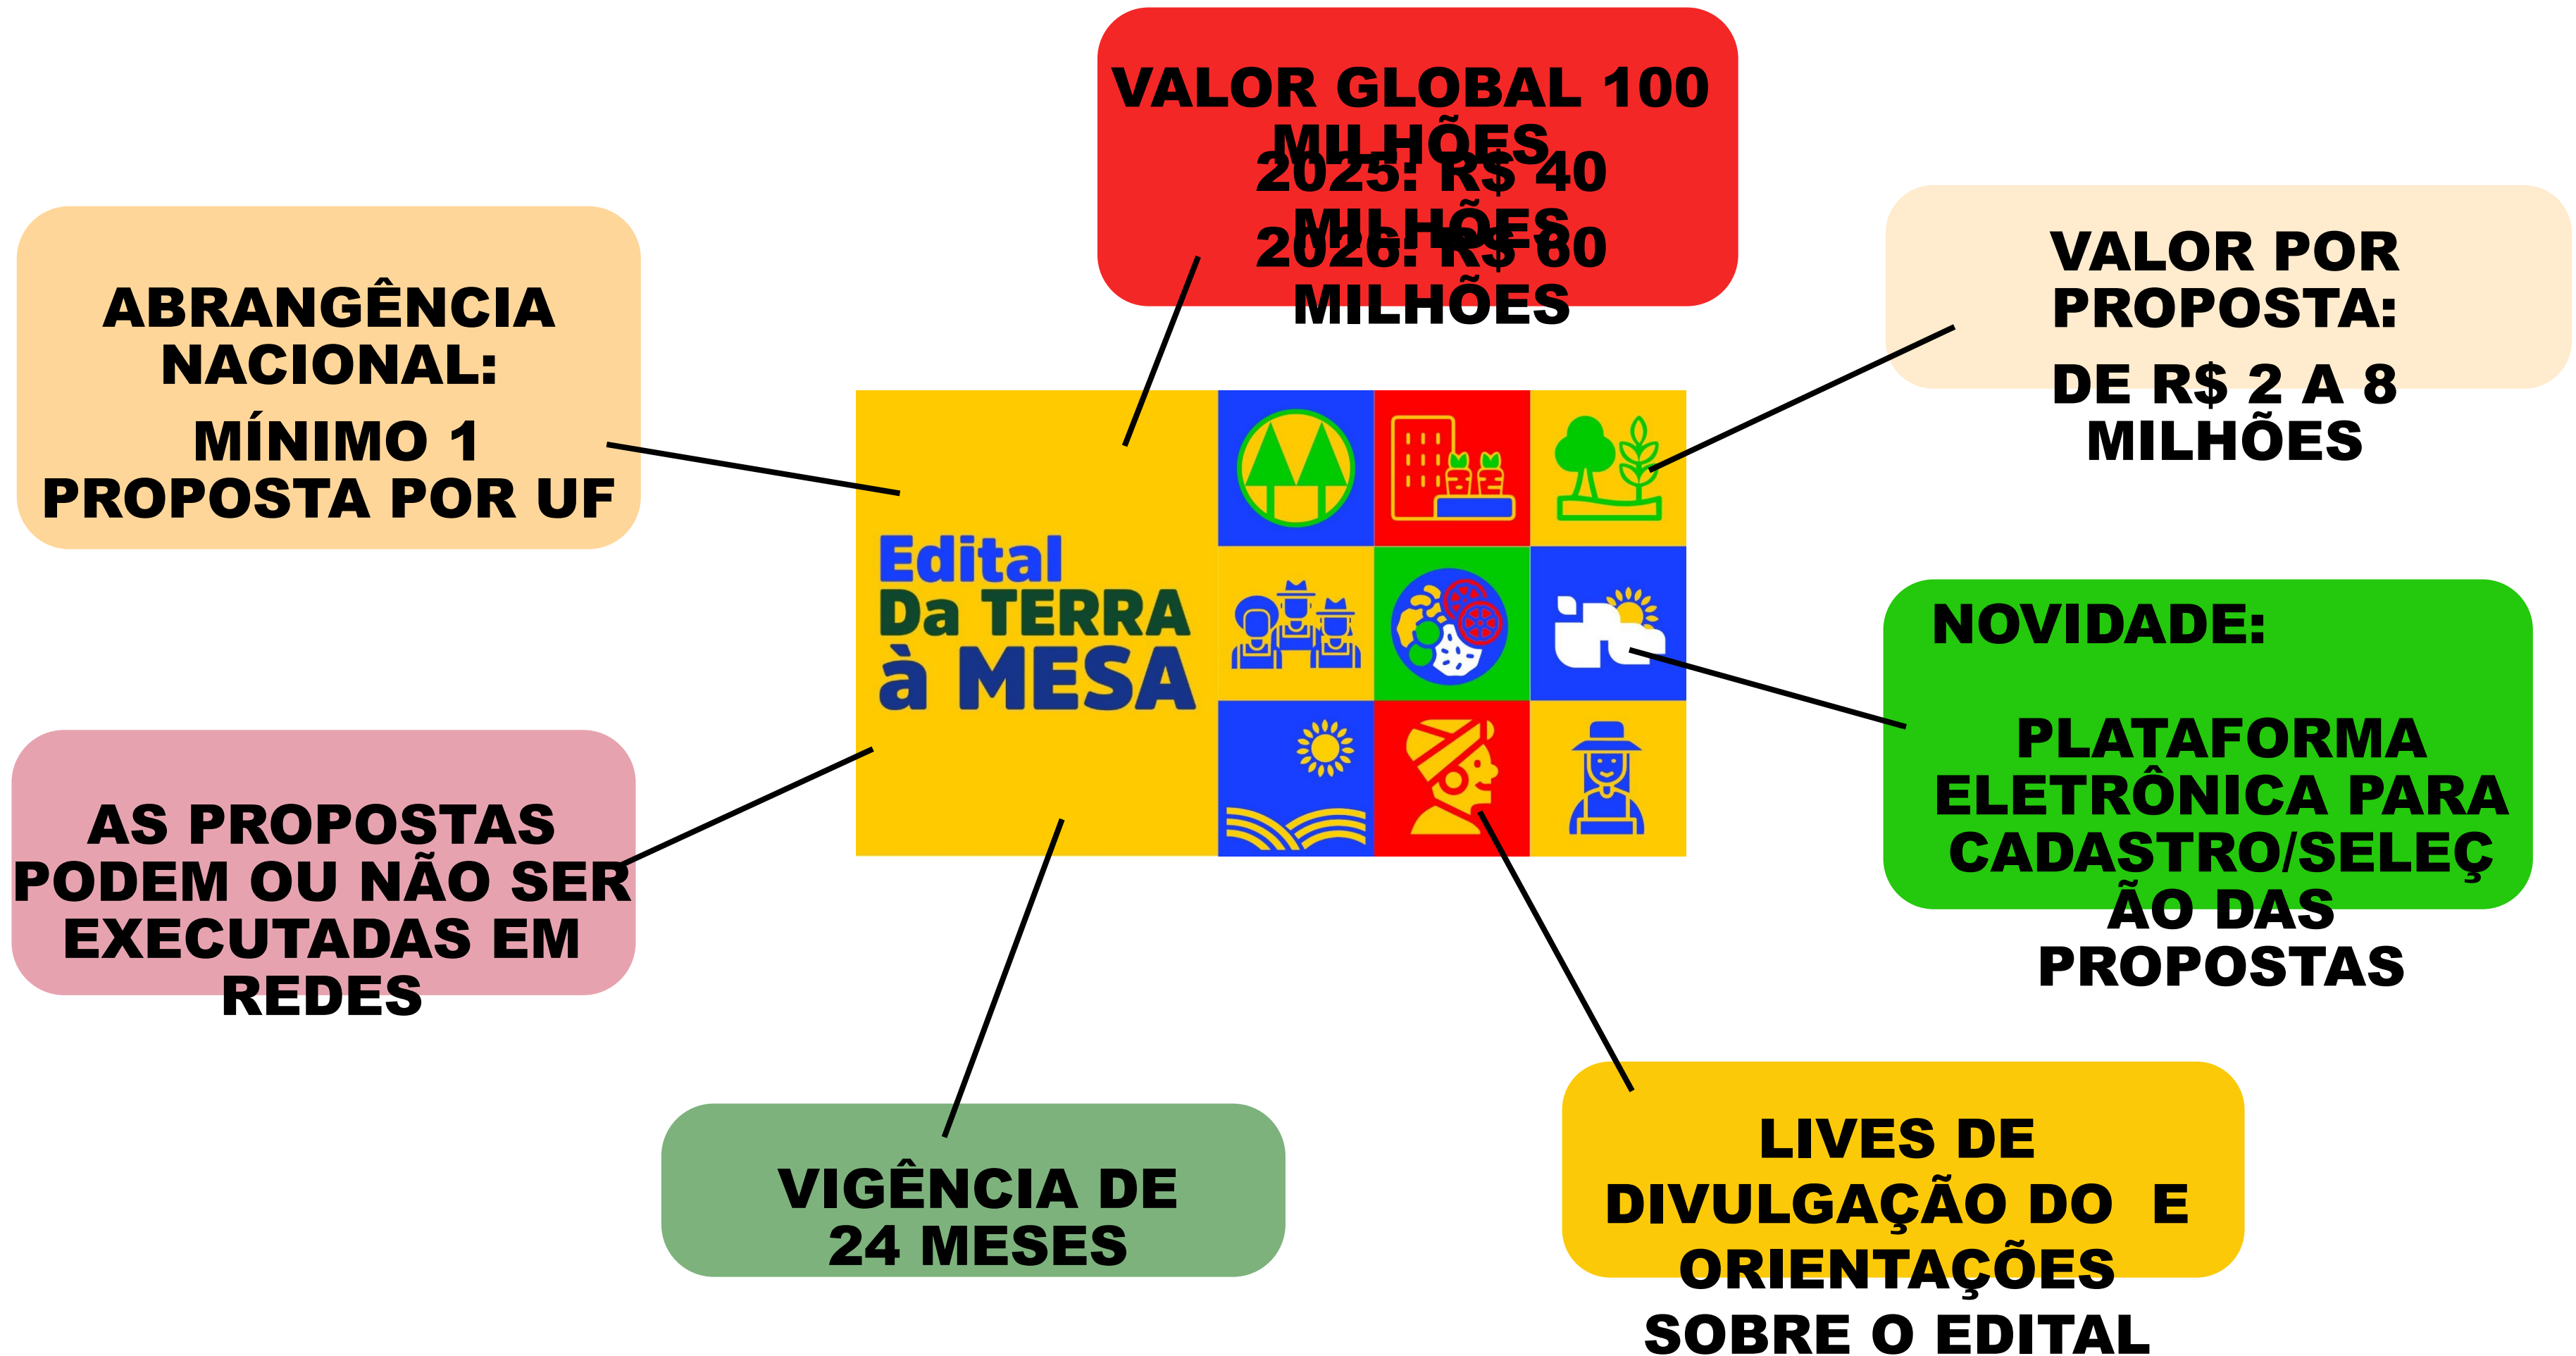 VALOR GLOBAL 100
MILHÕES
2025: R$ 40
MILHÕES
2026: R$ 60
MILHÕES
ABRANGÊNCIA
NACIONAL:
MÍNIMO 1
PROPOSTA POR UF
VALOR POR
PROPOSTA:
DE R$ 2 A 8
MILHÕES
Edital
Da TERRA
à MESA
NOVIDADE:
PLATAFORMA
ELETRÔNICA PARA
CADASTRO/SELEÇ
ÃO DAS
PROPOSTAS
AS PROPOSTAS
PODEM OU NÃO SER
EXECUTADAS EM
REDES
VIGÊNCIA DE
24 MESES
LIVES DE
DIVULGAÇÃO DO  E
ORIENTAÇÕES
SOBRE O EDITAL